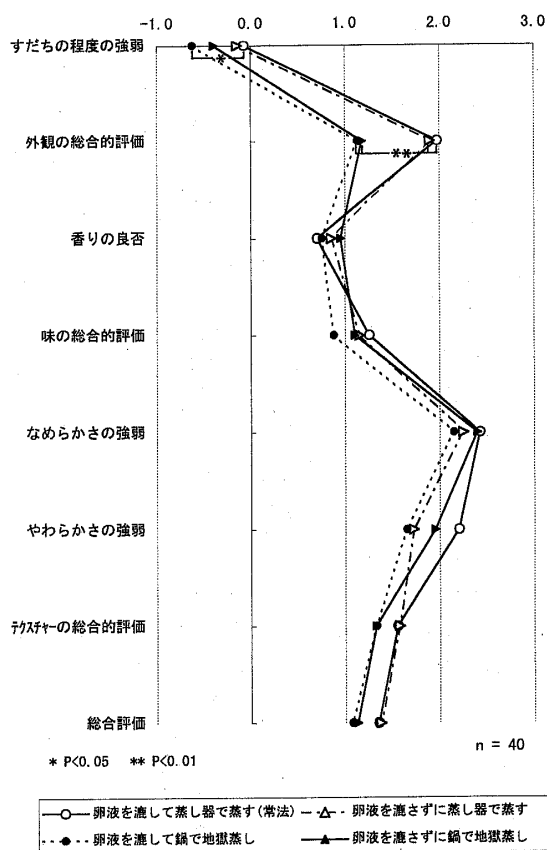 -1.0 0.0 1.0 2.0 3.0
すだちの程度の強弱
*
外観の総合的評価
**
香りの良否
味の総合的評価
なめらかさの強弱
やわらかさの強弱
テクスチャーの総合的評価
総合評価
n = 40
* P<0.05 ** P<0.01
卵液を漉して蒸し器で蒸す(常法) 卵液を漉さずに蒸し器で蒸す
卵液を漉して鍋で地獄蒸し 卵液を漉さずに鍋で地獄蒸し